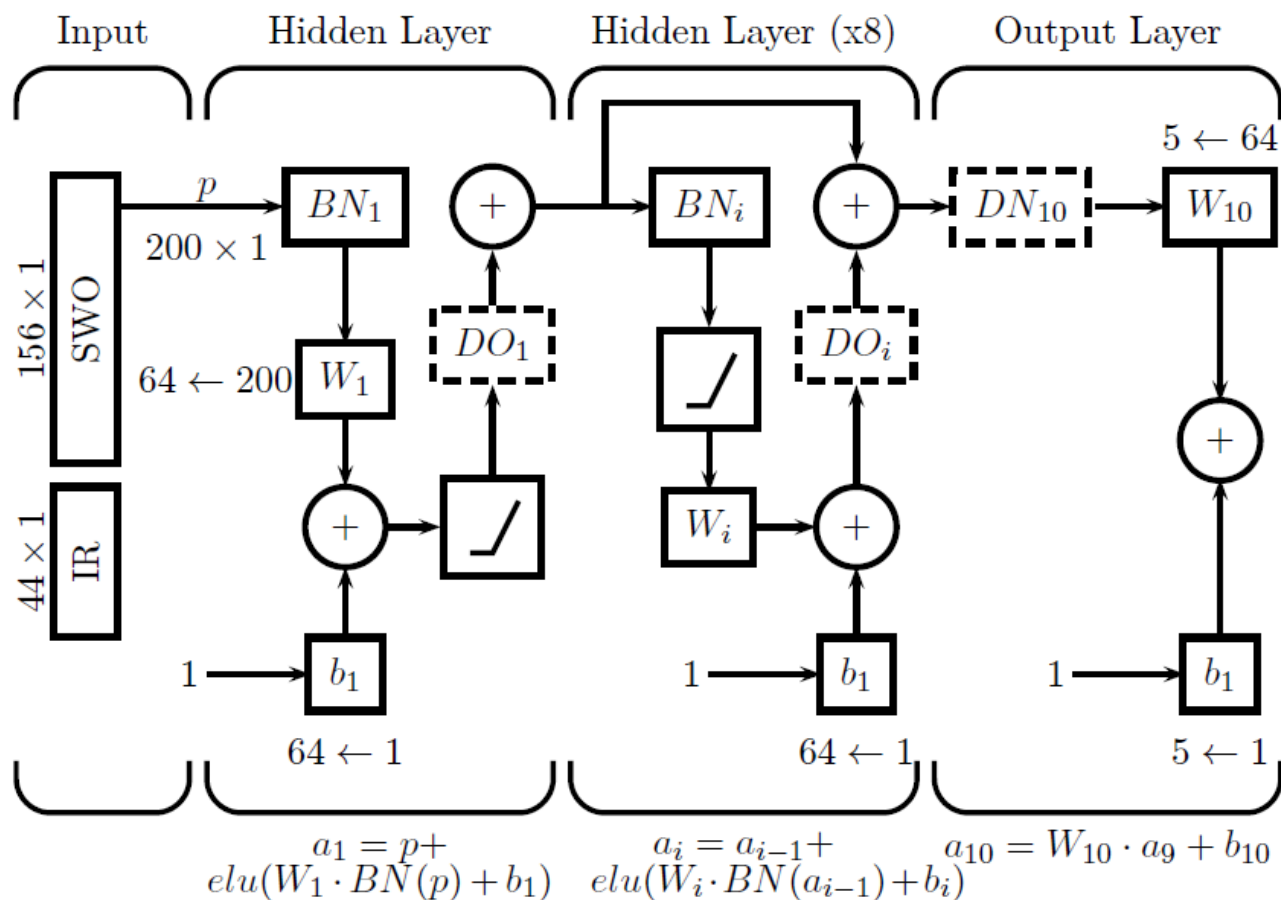 Input
Hidden Layer
Hidden Layer (x8)
Output Layer
156 × 1
SWO
44 × 1
IR
p
200 × 1
BN₁
64 ← 200
W₁
+
1
b₁
64 ← 1
DO₁
+
BNᵢ
Wᵢ
+
DOᵢ
+
1
b₁
64 ← 1
DN₁₀
5 ← 64
W₁₀
+
1
b₁
5 ← 1
a₁ = p+
elu(W₁ · BN(p) + b₁)
aᵢ = aᵢ₋₁+
elu(Wᵢ · BN(aᵢ₋₁) + bᵢ)
a₁₀ = W₁₀ · a₉ + b₁₀